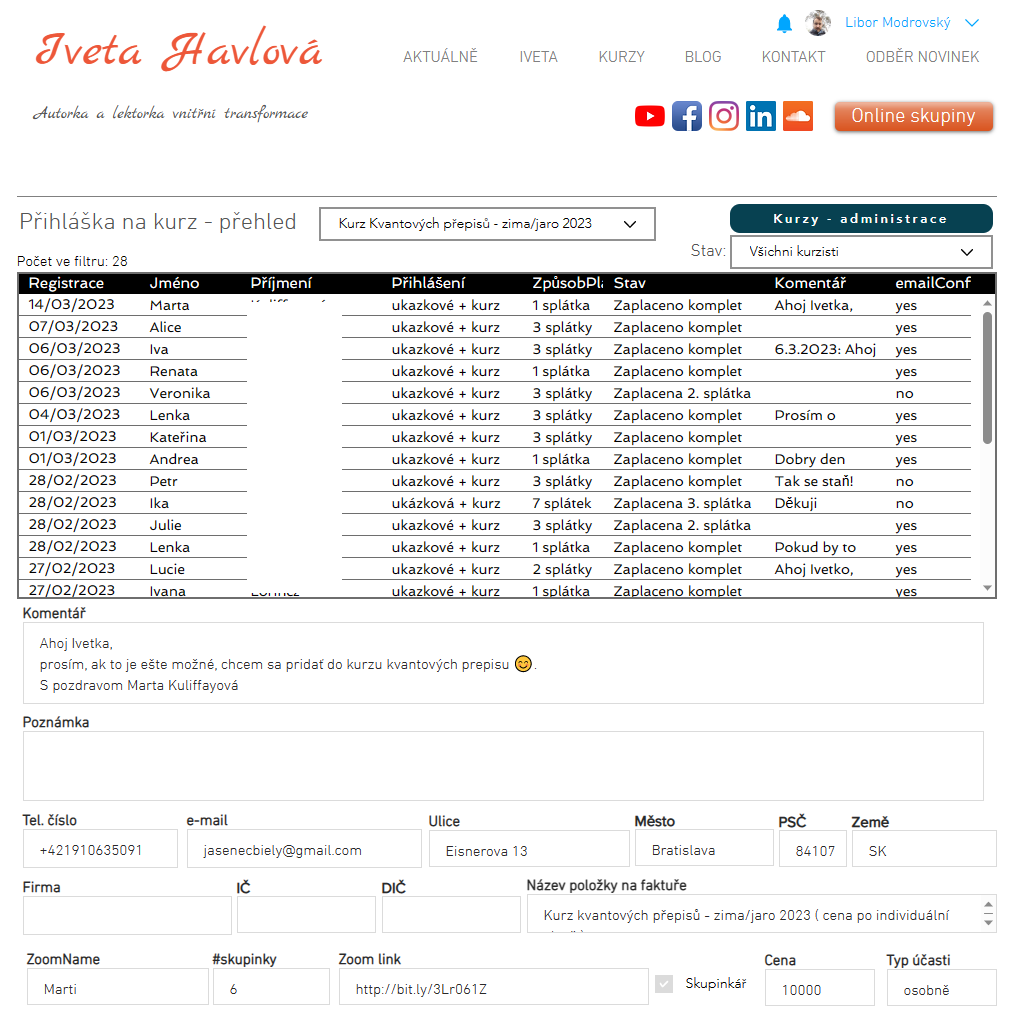 Iveta Havlová
Libor Modrovský
AKTUÁLNĚ IVETA KURZY BLOG KONTAKT ODBĚR NOVINEK
Autorka a lektorka vnitřní transformace
Online skupiny
Přihláška na kurz - přehled
Kurz Kvantových přepisů - zima/jaro 2023
Kurzy - administrace
Stav: Všichni kurzisti
Počet ve filtru: 28
Registrace Jméno Příjmení Přihlášení ZpůsobPla Stav Komentář emailConf
14/03/2023 Marta ukazkové + kurz 1 splátka Zaplaceno komplet Ahoj Ivetka, yes
07/03/2023 Alice ukazkové + kurz 3 splátky Zaplaceno komplet yes
06/03/2023 Iva ukazkové + kurz 3 splátky Zaplaceno komplet 6.3.2023: Ahoj yes
06/03/2023 Renata ukazkové + kurz 1 splátka Zaplaceno komplet yes
06/03/2023 Veronika ukazkové + kurz 3 splátky Zaplacena 2. splátka no
04/03/2023 Lenka ukazkové + kurz 3 splátky Zaplaceno komplet Prosím o yes
01/03/2023 Kateřina ukazkové + kurz 3 splátky Zaplaceno komplet yes
01/03/2023 Andrea ukazkové + kurz 1 splátka Zaplaceno komplet Dobry den yes
28/02/2023 Petr ukazkové + kurz 3 splátky Zaplaceno komplet Tak se staň! no
28/02/2023 Ika ukázková + kurz 7 splátek Zaplacena 3. splátka Děkuji no
28/02/2023 Julie ukazkové + kurz 3 splátky Zaplacena 2. splátka yes
28/02/2023 Lenka ukazkové + kurz 1 splátka Zaplaceno komplet Pokud by to yes
27/02/2023 Lucie ukazkové + kurz 2 splátky Zaplaceno komplet Ahoj Ivetko, yes
27/02/2023 Ivana ukazkové + kurz 1 splátka Zaplaceno komplet yes
Komentář
Ahoj Ivetka,
prosím, ak to je ešte možné, chcem sa pridať do kurzu kvantových prepisu 😊.
S pozdravom Marta Kuliffayová
Poznámka
Tel. číslo e-mail Ulice Město PSČ Země
+421910635091 jasenecbiely@gmail.com Eisnerova 13 Bratislava 84107 SK
Firma IČ DIČ Název položky na faktuře
Kurz kvantových přepisů - zima/jaro 2023 ( cena po individuální
ZoomName #skupinky Zoom link Cena Typ účasti
Marti 6 http://bit.ly/3Lr061Z Skupinkář 10000 osobně